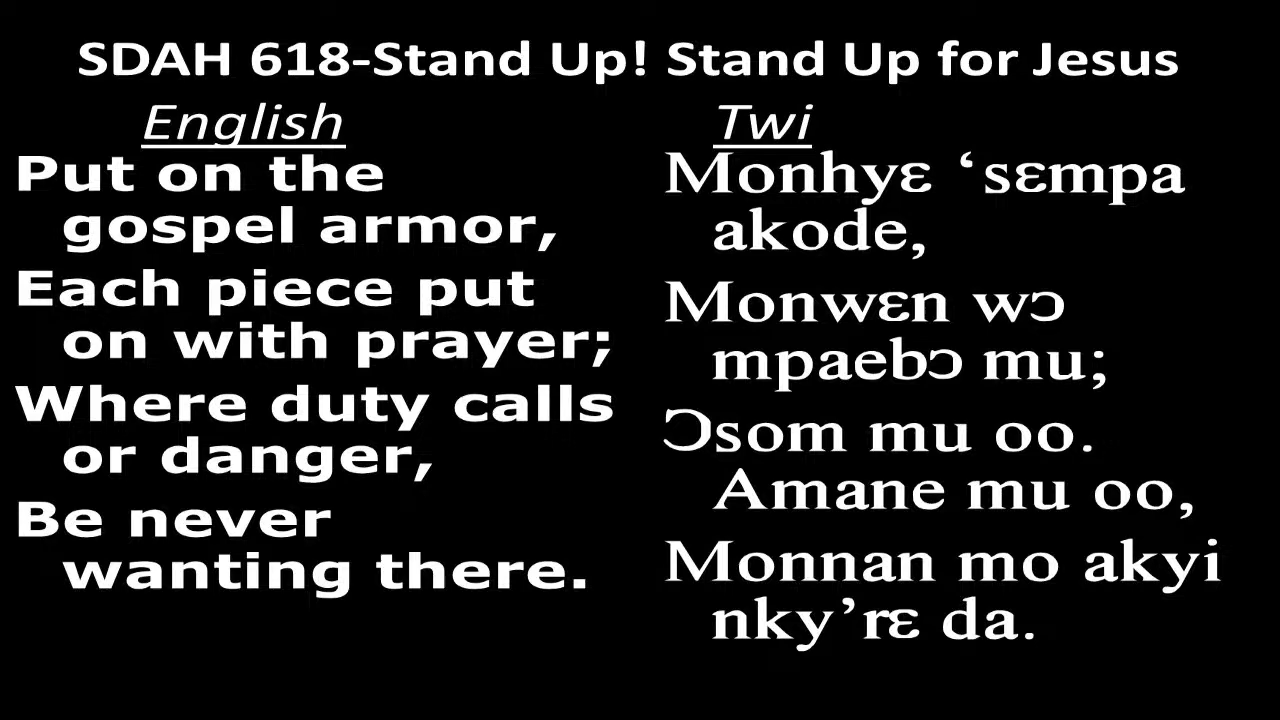 SDAH 618-Stand Up! Stand Up for Jesus
English
Put on the
gospel armor,
Each piece put
on with prayer;
Where duty calls
or danger,
Be never
wanting there.
Twi
Monhyɛ ‘sɛmpa
akode,
Monwɛn wɔ
mpaebɔ mu;
Ɔsom mu oo.
Amane mu oo,
Monnan mo akyi
nky’rɛ da.